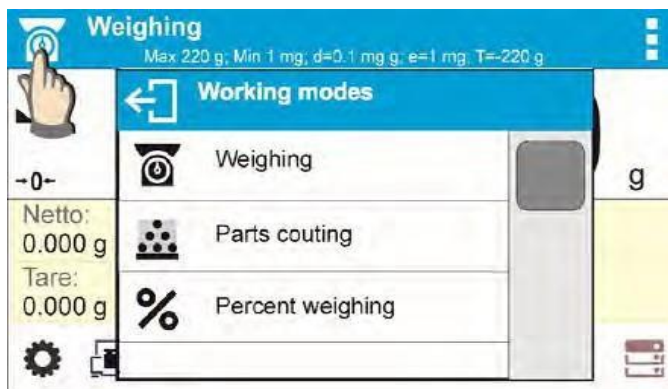 Weighing
Max 220 g; Min 1 mg; d=0.1 mg g; e=1 mg; T=-220 g
Working modes
Weighing
→0←
g
Netto:
0.000 g
Parts couting
Tare:
0.000 g
Percent weighing